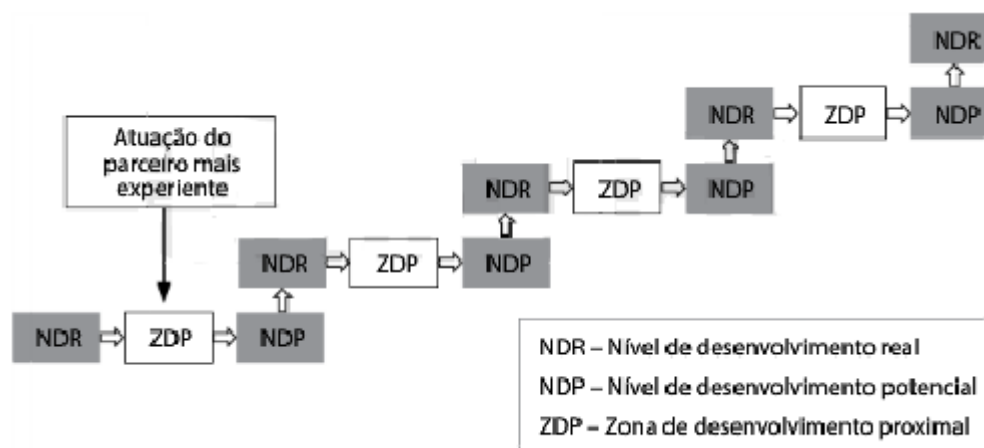 NDR
NDR ZDP NDP
Atuação do
parceiro mais
experiente
NDR ZDP NDP
NDR ZDP NDP
NDR ZDP NDP
NDR – Nível de desenvolvimento real
NDP – Nível de desenvolvimento potencial
ZDP – Zona de desenvolvimento proximal